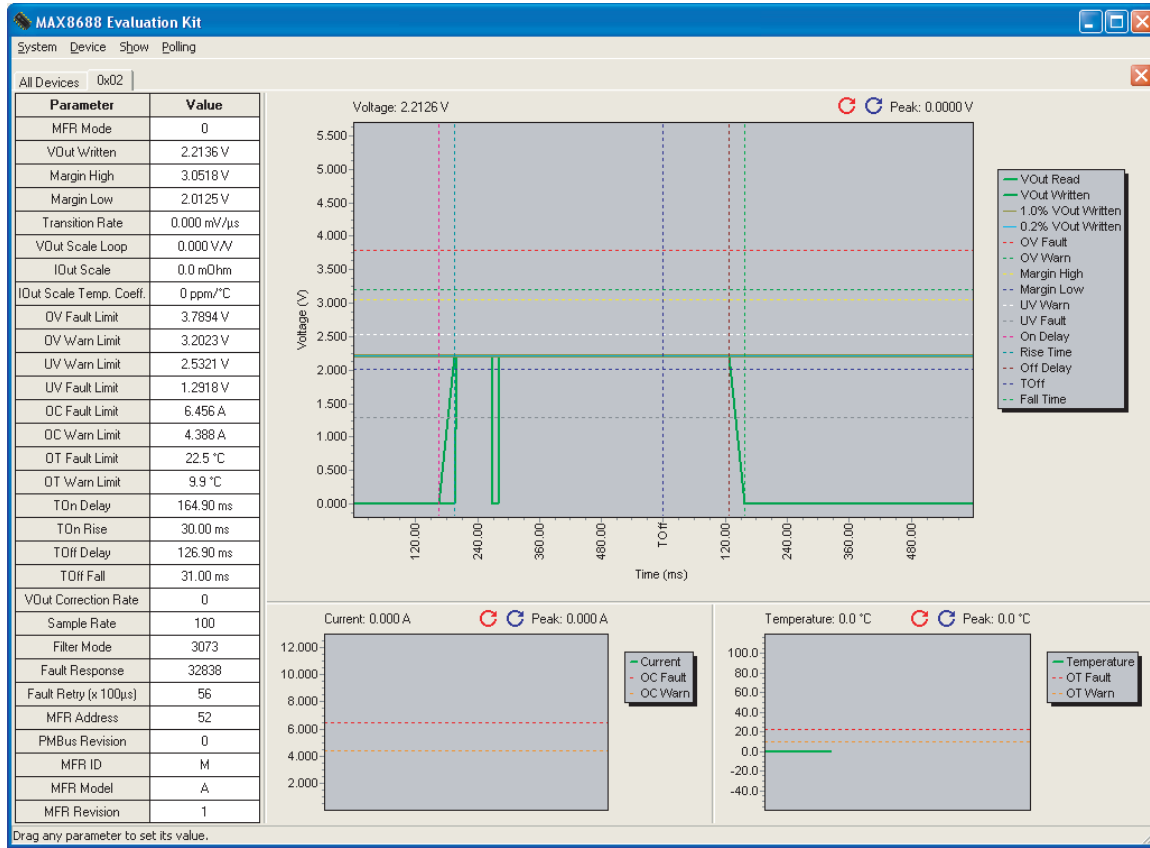 MAX8688 Evaluation Kit
System Device Show Polling
All Devices 0x02
Parameter Value
MFR Mode 0
VOut Written 2.2136 V
Margin High 3.0518 V
Margin Low 2.0125 V
Transition Rate 0.000 mV/µs
VOut Scale Loop 0.000 V/V
IOut Scale 0.0 mOhm
IOut Scale Temp. Coeff. 0 ppm/°C
OV Fault Limit 3.7894 V
OV Warn Limit 3.2023 V
UV Warn Limit 2.5321 V
UV Fault Limit 1.2918 V
OC Fault Limit 6.456 A
OC Warn Limit 4.388 A
OT Fault Limit 22.5 °C
OT Warn Limit 9.9 °C
TOn Delay 164.90 ms
TOn Rise 30.00 ms
TOff Delay 126.90 ms
TOff Fall 31.00 ms
VOut Correction Rate 0
Sample Rate 100
Filter Mode 3073
Fault Response 32838
Fault Retry (x 100µs) 56
MFR Address 52
PMBus Revision 0
MFR ID M
MFR Model A
MFR Revision 1
Voltage: 2.2126 V Peak: 0.0000 V
Voltage (V)
5.500
5.000
4.500
4.000
3.500
3.000
2.500
2.000
1.500
1.000
0.500
0.000
120.00 240.00 360.00 480.00 TOff 120.00 240.00 360.00 480.00
Time (ms)
VOut Read
VOut Written
1.0% VOut Written
0.2% VOut Written
OV Fault
OV Warn
Margin High
Margin Low
UV Warn
UV Fault
On Delay
Rise Time
Off Delay
TOff
Fall Time
Current: 0.000 A Peak: 0.000 A
12.000
10.000
8.000
6.000
4.000
2.000
Current
OC Fault
OC Warn
Temperature: 0.0 °C Peak: 0.0 °C
100.0
80.0
60.0
40.0
20.0
0.0
-20.0
-40.0
Temperature
OT Fault
OT Warn
Drag any parameter to set its value.